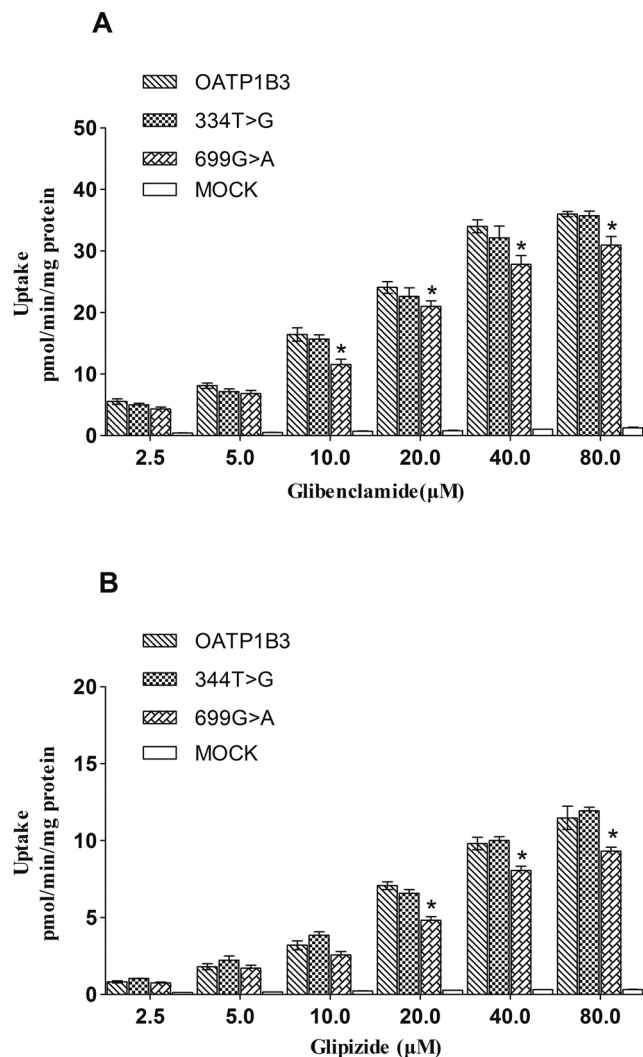 A
OATP1B3
334T>G
699G>A
MOCK
50
40
30
20
10
0
Uptake
pmol/min/mg protein
* * * *
2.5 5.0 10.0 20.0 40.0 80.0
Glibenclamide(µM)
B
OATP1B3
344T>G
699G>A
MOCK
20
15
10
5
0
Uptake
pmol/min/mg protein
* * *
2.5 5.0 10.0 20.0 40.0 80.0
Glipizide (µM)